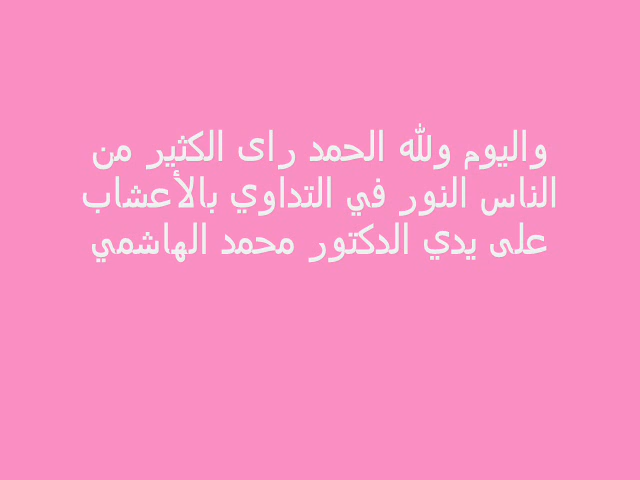 واليوم ولله الحمد راى الكثير من
الناس النور في التداوي بالأعشاب
على يدي الدكتور محمد الهاشمي